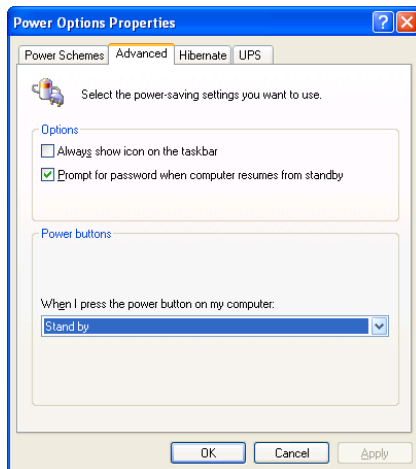 Power Options Properties
Power Schemes Advanced Hibernate UPS
Select the power-saving settings you want to use.
Options
Always show icon on the taskbar
Prompt for password when computer resumes from standby
Power buttons
When I press the power button on my computer:
Stand by
OK Cancel Apply